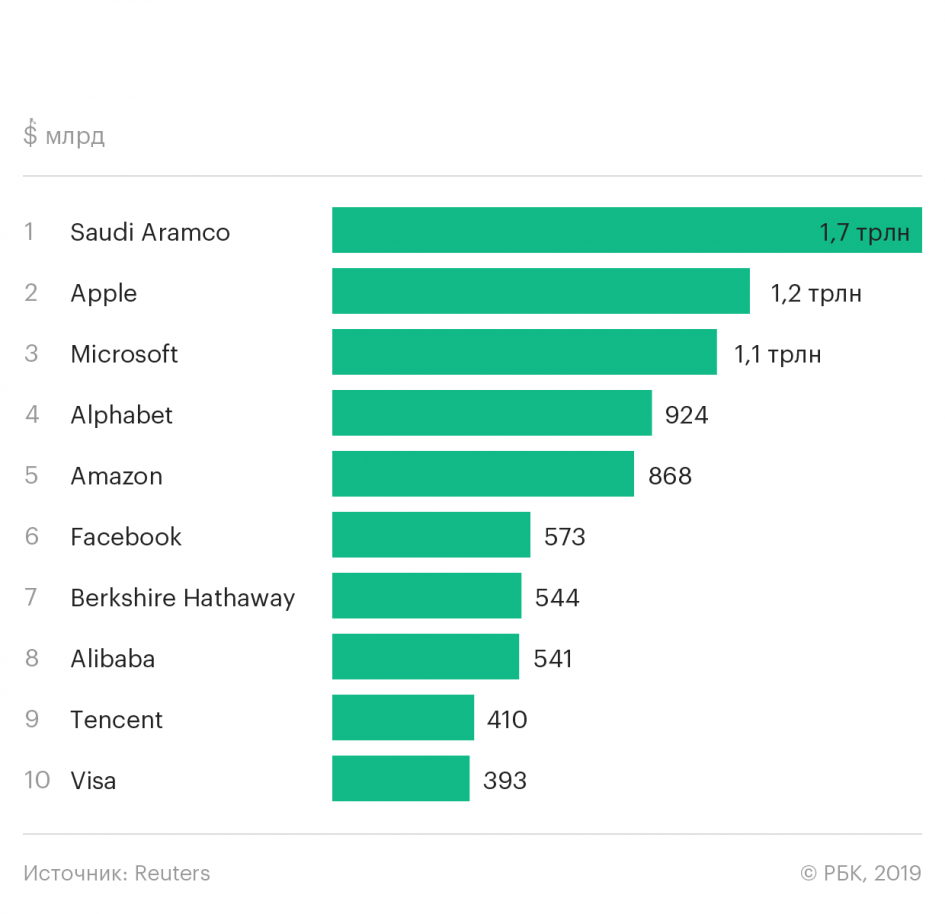 $ млрд
1 Saudi Aramco 1,7 трлн
2 Apple 1,2 трлн
3 Microsoft 1,1 трлн
4 Alphabet 924
5 Amazon 868
6 Facebook 573
7 Berkshire Hathaway 544
8 Alibaba 541
9 Tencent 410
10 Visa 393
Источник: Reuters © РБК, 2019